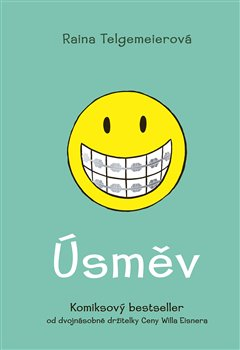 Raina Telgemeierová
Úsměv
Komiksový bestseller
od dvojnásobné držitelky Ceny Willa Eisnera